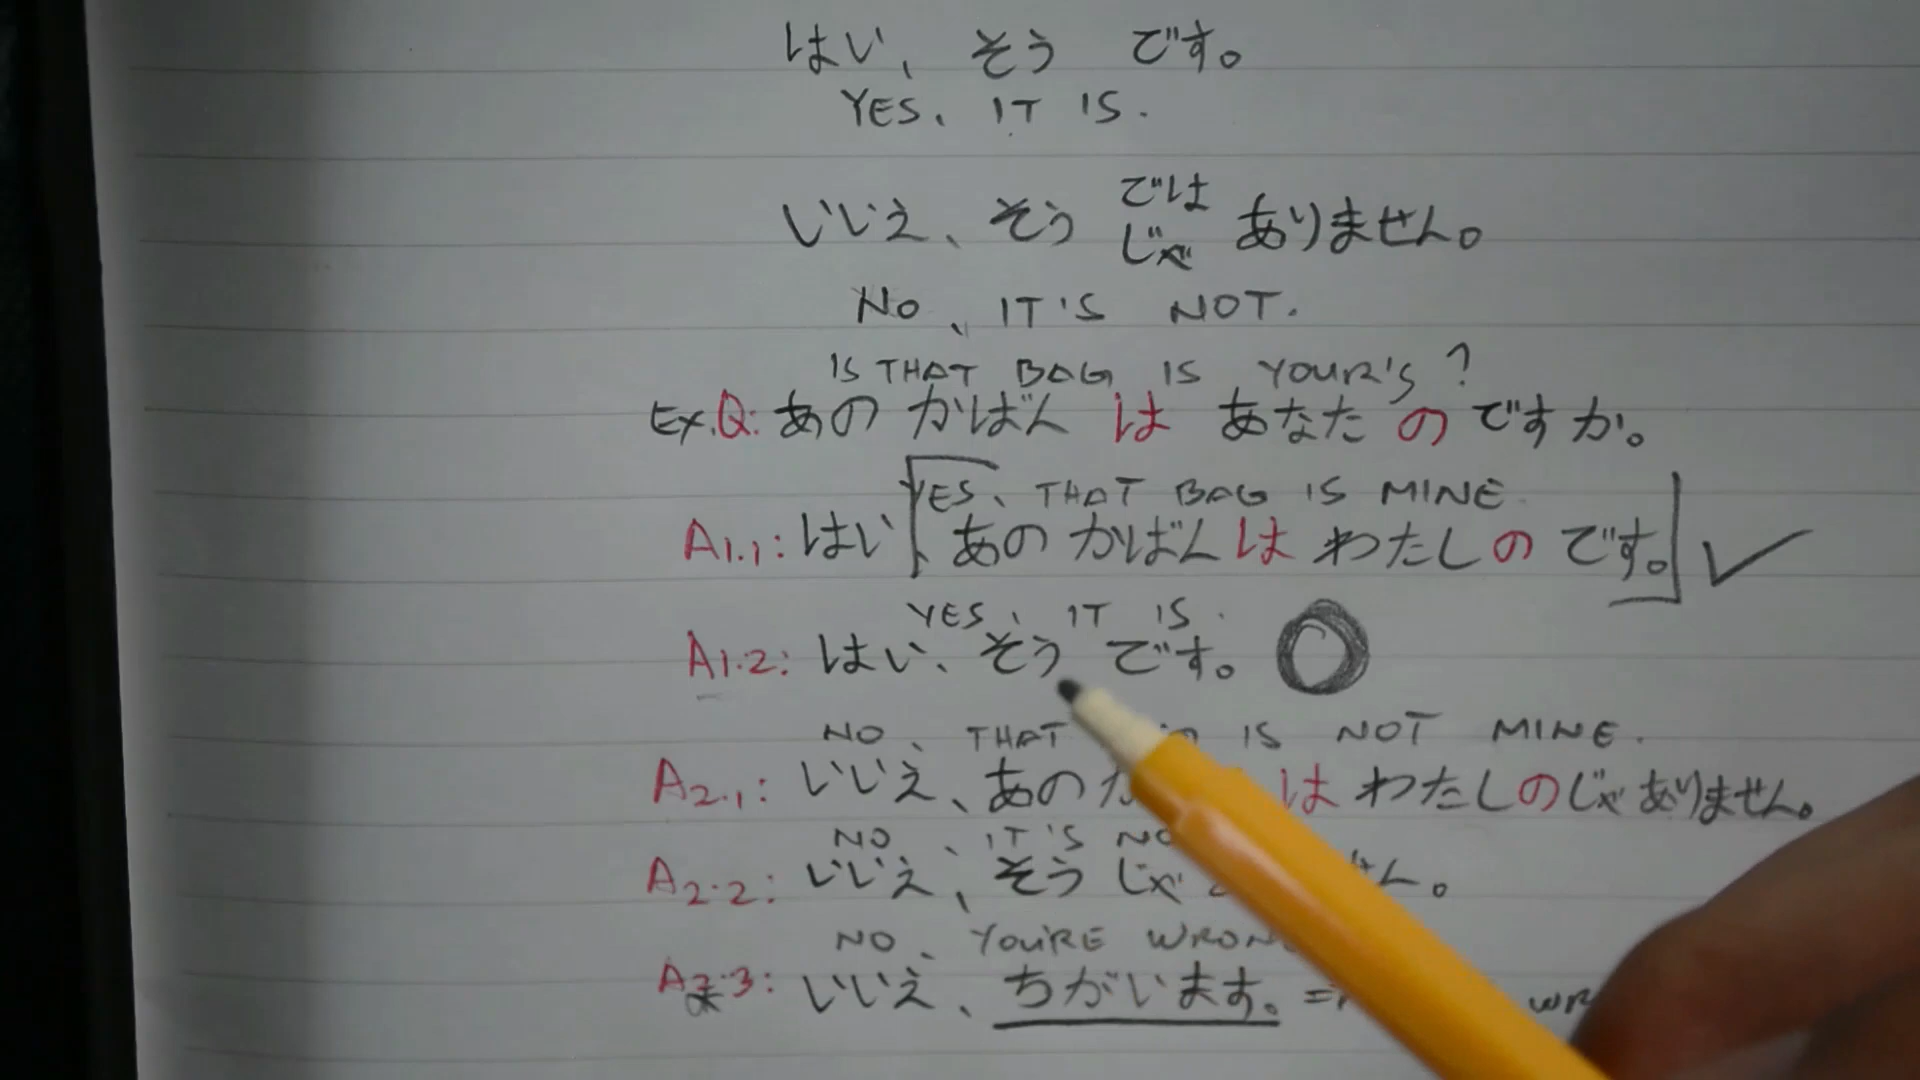 はい、そう です。
YES、IT IS.
いいえ、そう では じゃ ありません。
NO、IT'S NOT.
IS THAT BAG IS YOUR'S?
Ex.Q: あの かばん は あなた の ですか。
YES、THAT BAG IS MINE
A1.1: はい、あの かばん は わたし の です。
YES、IT IS.
A1.2: はい、そう です。
NO、THAT IS NOT MINE.
A2.1: いいえ、あの は わたしのじゃありません。
NO、IT'S
A2.2: いいえ、そう じゃ せん。
NO、YOU'RE
A2.3: いいえ、ちがいます。